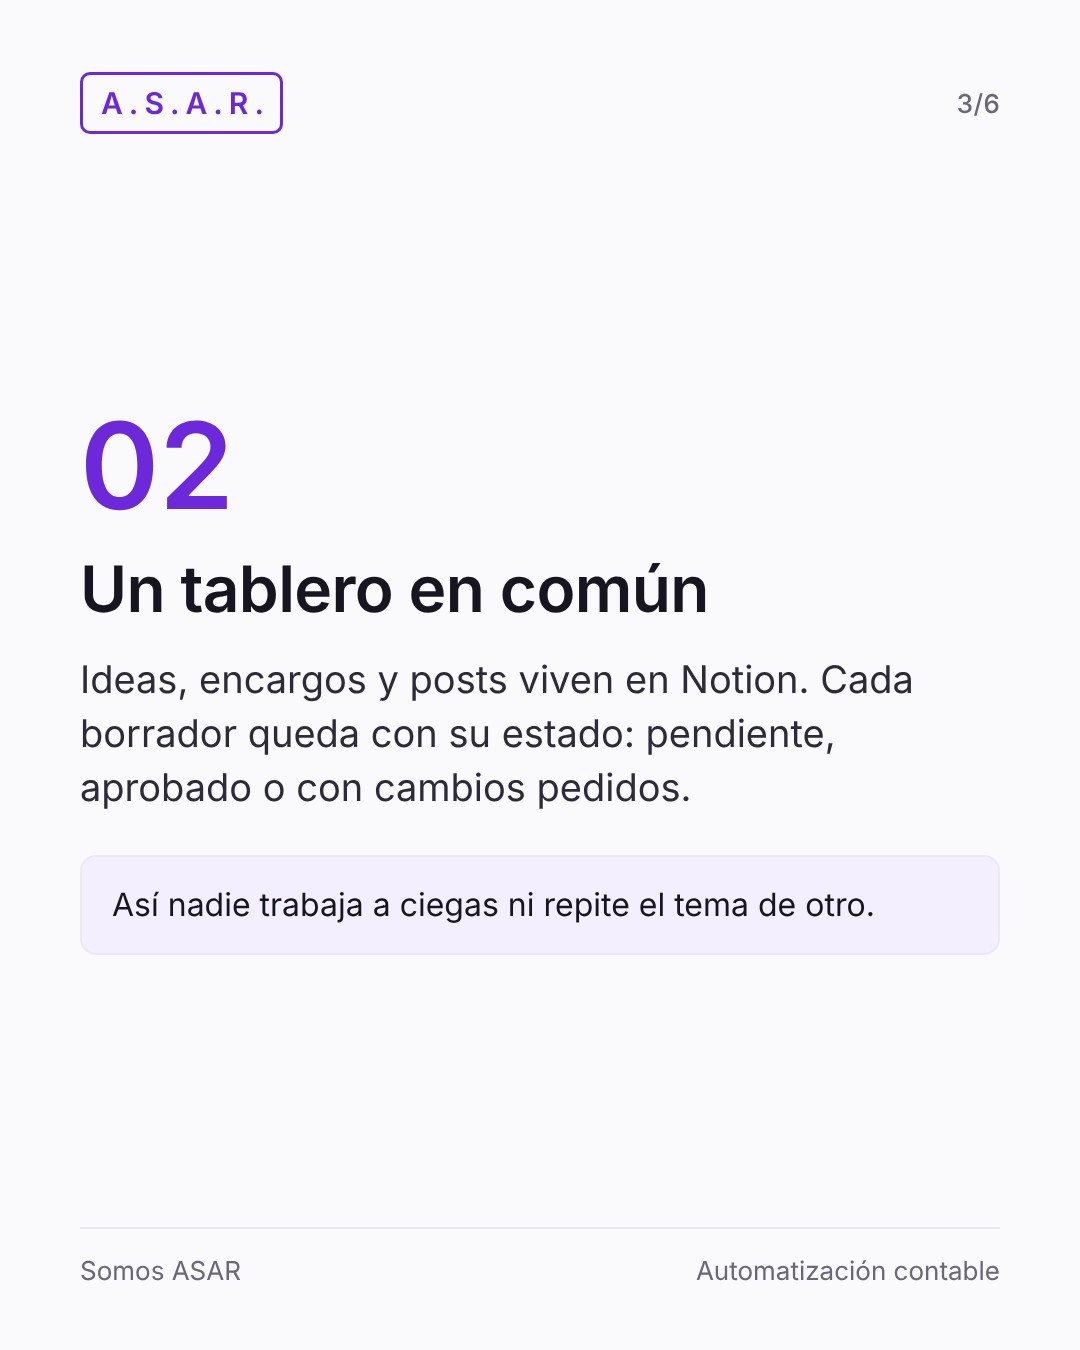 A.S.A.R.
3/6
02
Un tablero en común
Ideas, encargos y posts viven en Notion. Cada
borrador queda con su estado: pendiente,
aprobado o con cambios pedidos.
Así nadie trabaja a ciegas ni repite el tema de otro.
Somos ASAR
Automatización contable